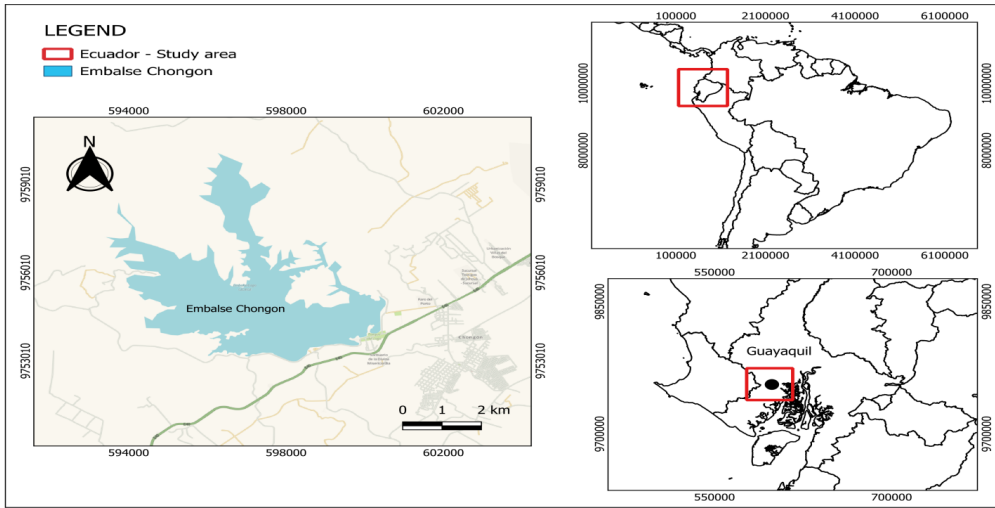 LEGEND
Ecuador - Study area
Embalse Chongon
594000 598000 602000
N
9759010 9759010
9756010 9756010
Embalse Chongon
Chongon
9753010 9753010
0 1 2 km
594000 598000 602000
100000 2100000 4100000 6100000
10000000 10000000
8000000 8000000
100000 2100000 4100000 6100000
550000 700000
9850000 9850000
Guayaquil
9700000 9700000
550000 700000